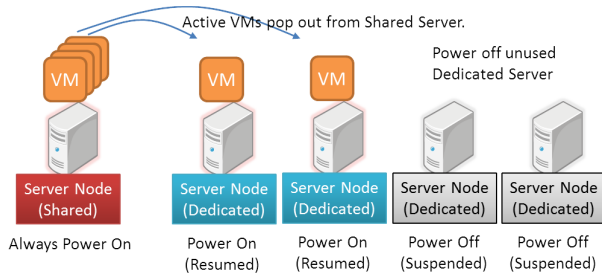 Active VMs pop out from Shared Server.
Power off unused
Dedicated Server
VM
VM
VM
Server Node
(Shared)
Server Node
(Dedicated)
Server Node
(Dedicated)
Server Node
(Dedicated)
Server Node
(Dedicated)
Always Power On
Power On
(Resumed)
Power On
(Resumed)
Power Off
(Suspended)
Power Off
(Suspended)